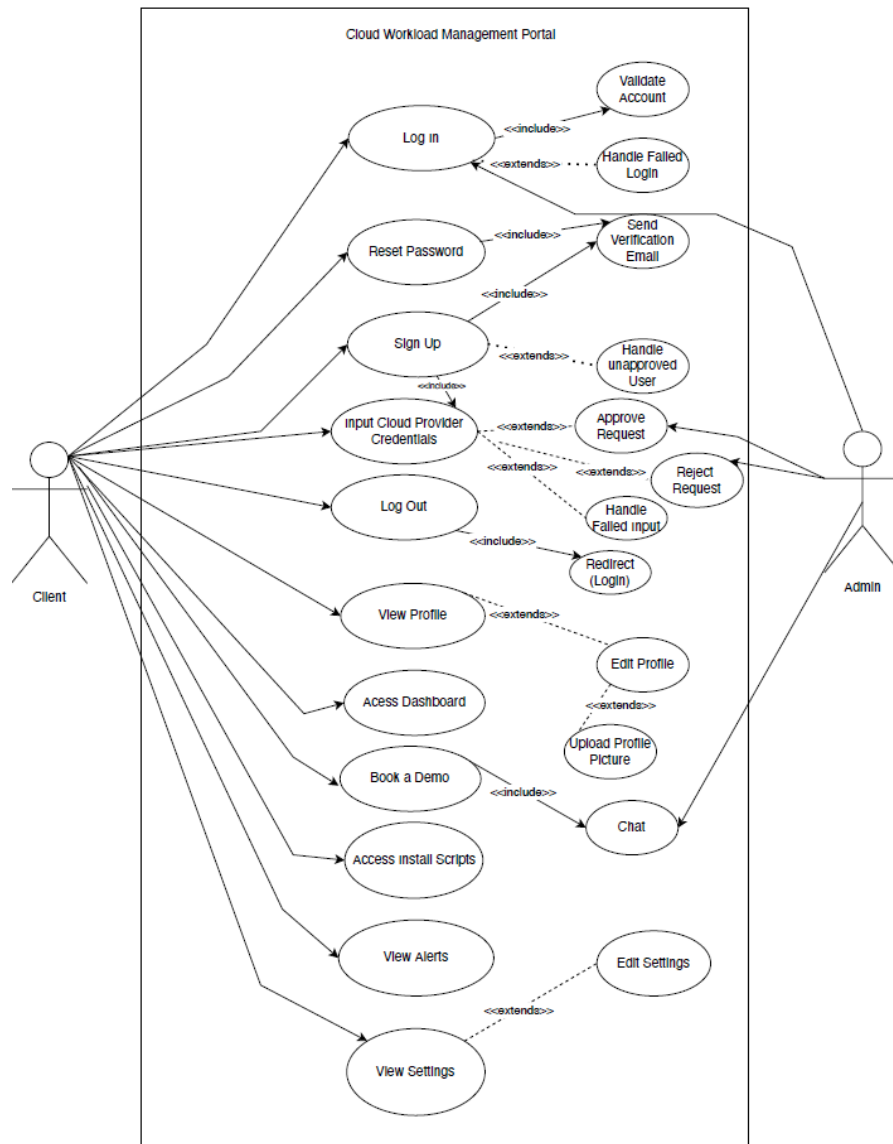 Cloud Workload Management Portal
Validate
Account
<<include>>
Log in
<<extends>>
Handle Failed
Login
Send
Verification
Email
<<include>>
Reset Password
<<include>>
Sign Up
<<extends>>
Handle
unapproved
User
<<include>>
Input Cloud Provider
Credentials
<<extends>>
Approve
Request
<<extends>>
<<extends>>
Reject
Request
Log Out
Handle
Failed Input
<<include>>
Redirect
(Login)
Client
Admin
View Profile
<<extends>>
Edit Profile
Acess Dashboard
<<extends>>
Upload Profile
Picture
Book a Demo
<<include>>
Chat
Access Install Scripts
View Alerts
Edit Settings
<<extends>>
View Settings